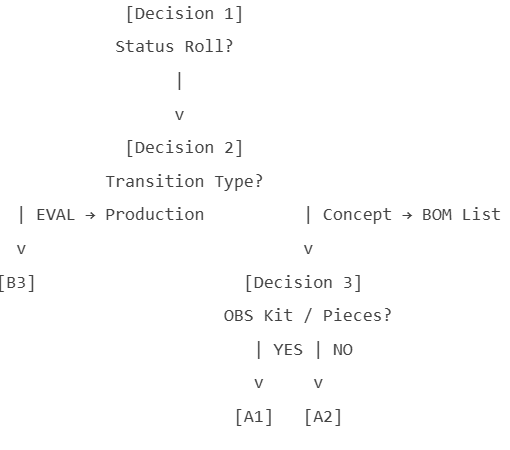 [Decision 1]
Status Roll?
|
v
[Decision 2]
Transition Type?
| EVAL → Production | Concept → BOM List
v v
[B3] [Decision 3]
OBS Kit / Pieces?
| YES | NO
v v
[A1] [A2]